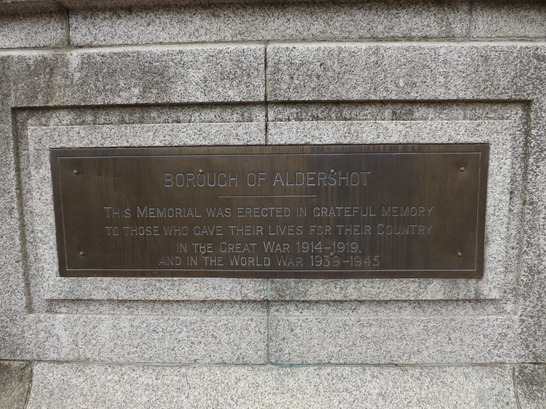 BOROUGH OF ALDERSHOT
THIS MEMORIAL WAS ERECTED IN GRATEFUL MEMORY
TO THOSE WHO GAVE THEIR LIVES FOR THEIR COUNTRY
IN THE GREAT WAR 1914-1919.
AND IN THE WORLD WAR 1939-1945